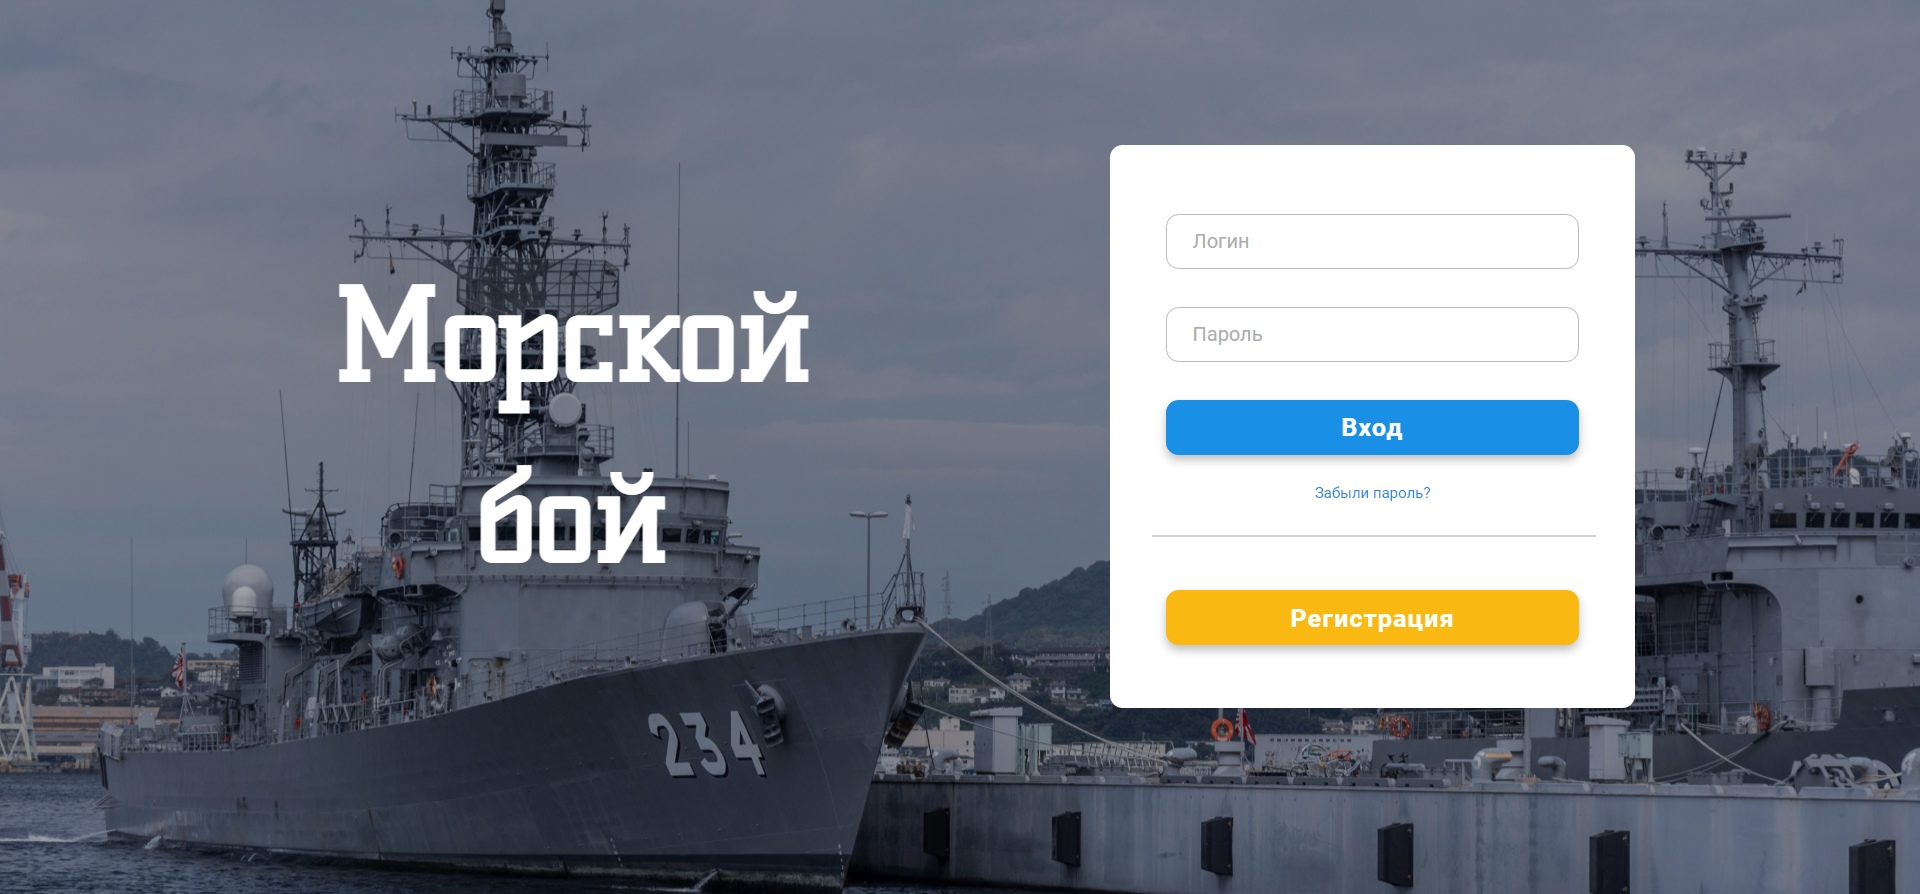 Морской
бой
Логин
Пароль
Вход
Забыли пароль?
Регистрация
234